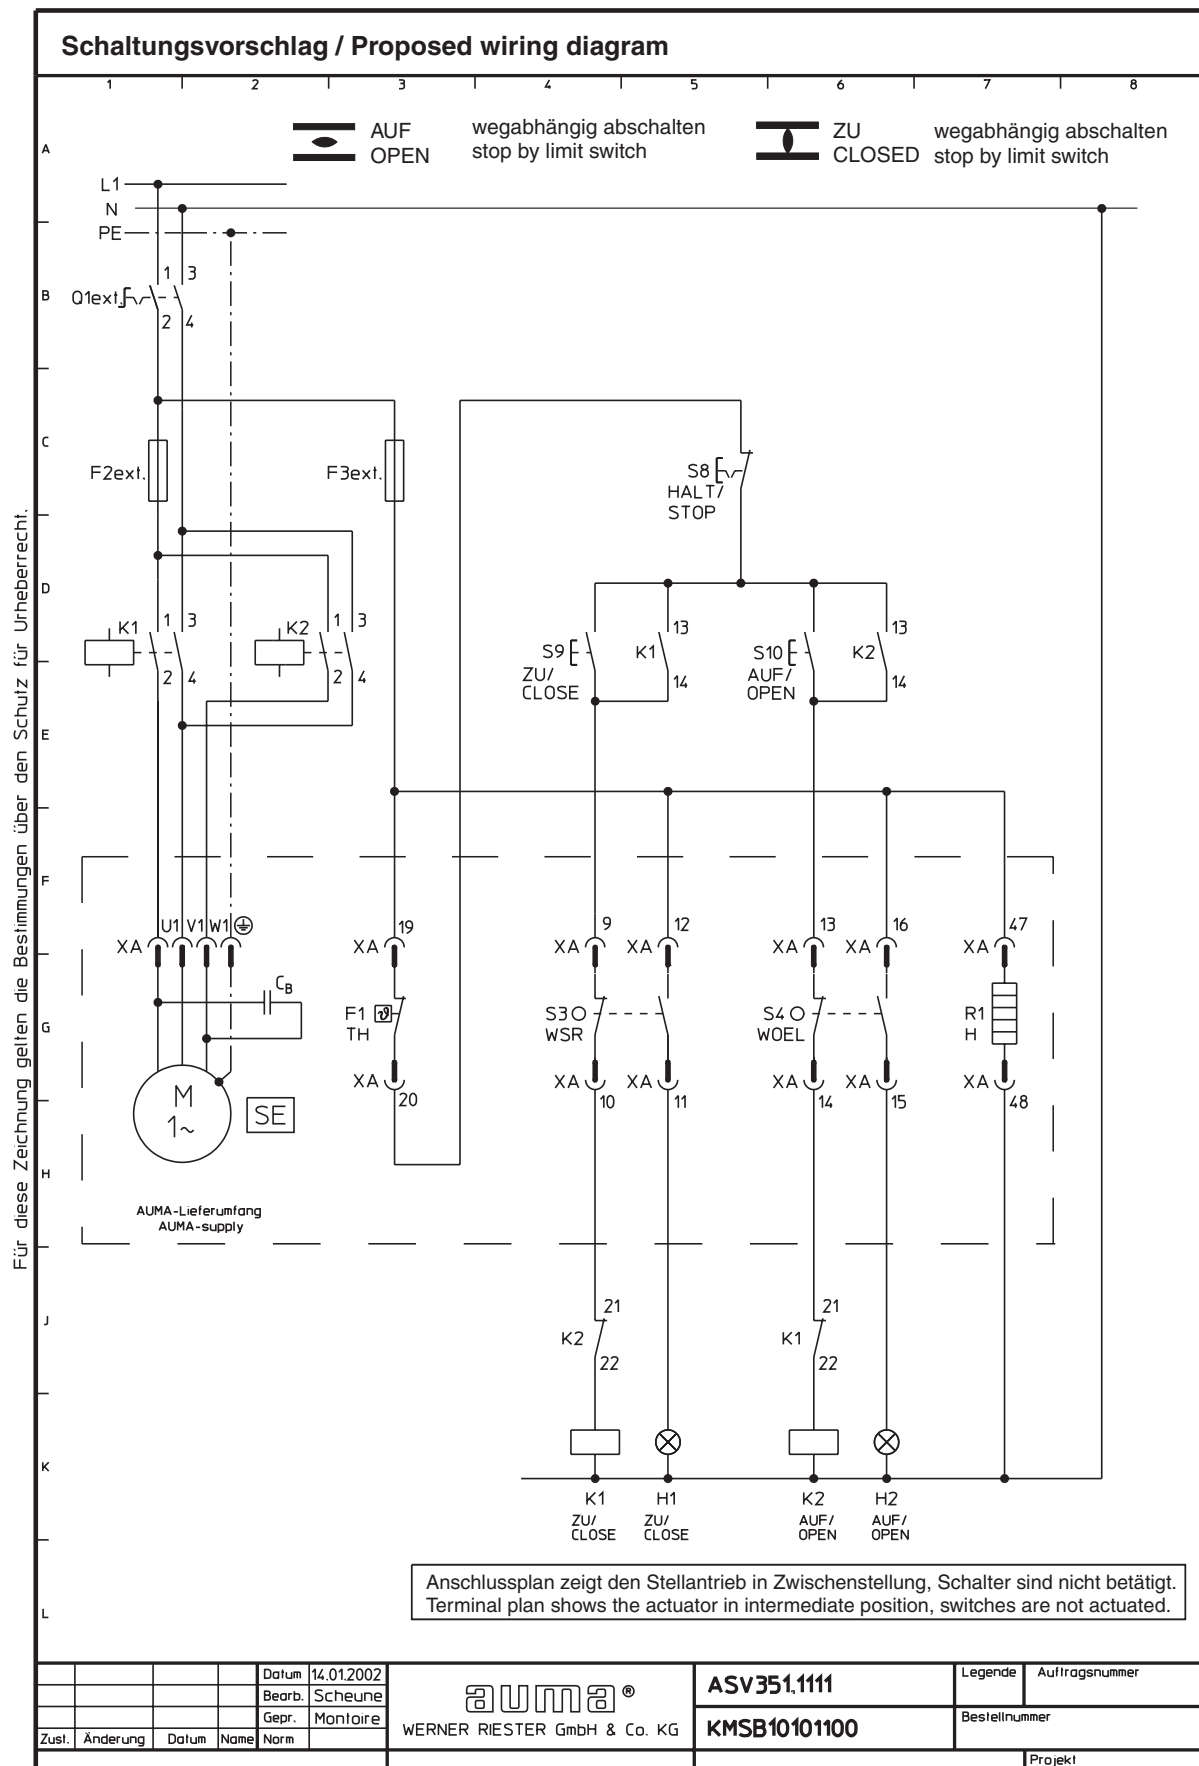 Schaltungsvorschlag / Proposed wiring diagram
1 2 3 4 5 6 7 8
A
AUF
OPEN
wegabhängig abschalten
stop by limit switch
ZU
CLOSED
wegabhängig abschalten
stop by limit switch
L1
N
PE
B
Q1ext.
1 3
2 4
C
F2ext.
F3ext.
S8
HALT/
STOP
D
K1
1 3
2 4
K2
1 3
2 4
S9
ZU/
CLOSE
K1
13
14
S10
AUF/
OPEN
K2
13
14
E
Für diese Zeichnung gelten die Bestimmungen über den Schutz für Urheberrecht.
F
XA
U1 V1 W1
XA 19
XA 9
XA 12
XA 13
XA 16
XA 47
G
CB
F1 ϑ
TH
S3
WSR
S4
WOEL
R1
H
XA 20
XA 10
XA 11
XA 14
XA 15
XA 48
M
1~
SE
H
AUMA-Lieferumfang
AUMA-supply
J
K2
21
22
K1
21
22
K
K1
ZU/
CLOSE
H1
ZU/
CLOSE
K2
AUF/
OPEN
H2
AUF/
OPEN
Anschlussplan zeigt den Stellantrieb in Zwischenstellung, Schalter sind nicht betätigt.
Terminal plan shows the actuator in intermediate position, switches are not actuated.
L
Datum 14.01.2002
Bearb. Scheune
Gepr. Montoire
Zust. Änderung Datum Name Norm
auma®
WERNER RIESTER GmbH & Co. KG
ASV351.1111
KMSB10101100
Legende
Auftragsnummer
Bestellnummer
Projekt